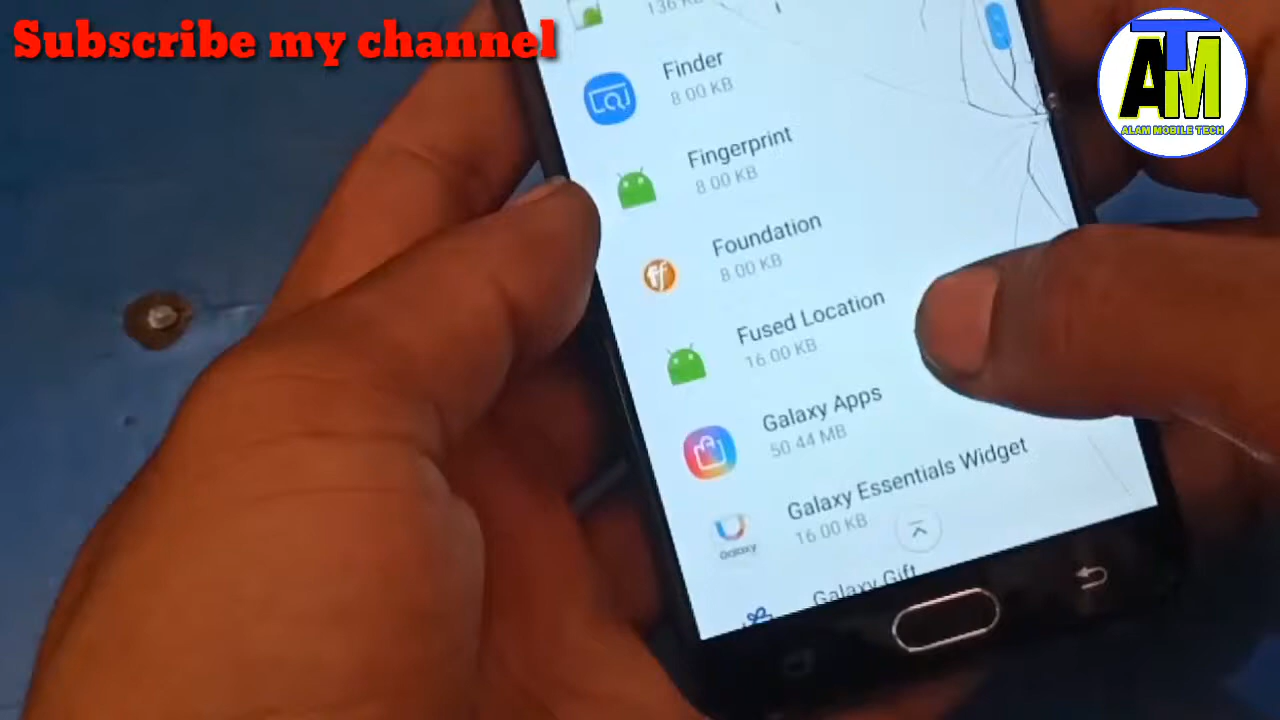 Subscribe my channel
ATM
ALAM MOBILE TECH
136 KB
Finder
8.00 KB
Fingerprint
8.00 KB
Foundation
8.00 KB
Fused Location
16.00 KB
Galaxy Apps
50.44 MB
Galaxy Essentials Widget
16.00 KB
Galaxy
Galaxy Gift